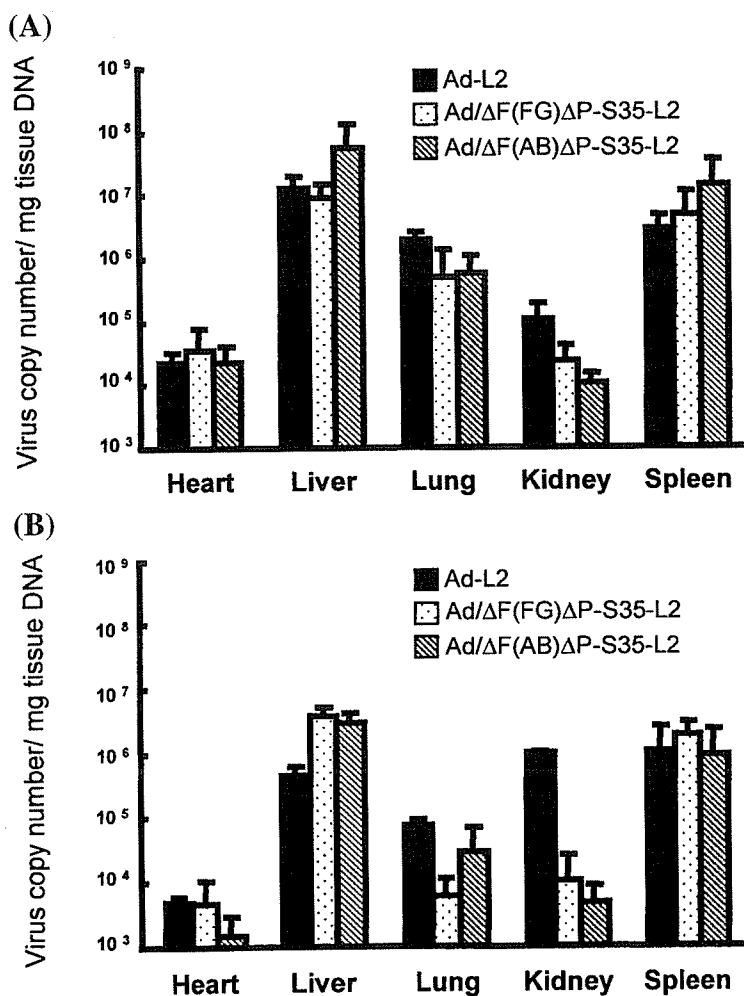 (A)
Virus copy number/ mg tissue DNA
10 9
10 8
10 7
10 6
10 5
10 4
10 3
Ad-L2
Ad/ΔF(FG)ΔP-S35-L2
Ad/ΔF(AB)ΔP-S35-L2
Heart Liver Lung Kidney Spleen
(B)
Virus copy number/ mg tissue DNA
10 9
10 8
10 7
10 6
10 5
10 4
10 3
Ad-L2
Ad/ΔF(FG)ΔP-S35-L2
Ad/ΔF(AB)ΔP-S35-L2
Heart Liver Lung Kidney Spleen